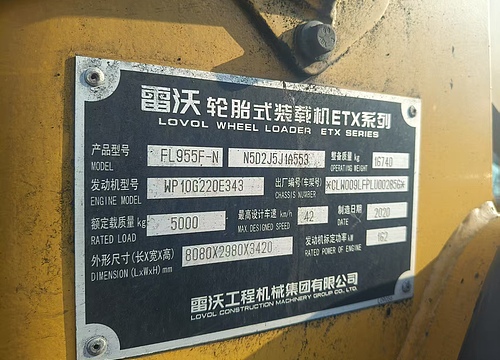 雷沃 轮胎式装载机ETX系列
LOVOL WHEEL LOADER ETX SERIES
产品型号 FL955F-N N5D2J5J1A553 整备质量 kg 16740
MODEL OPERATING WEIGHT
发动机型号 WP10G220E343 出厂编号(车架号)
ENGINE MODEL CHASSIS NUMBER
额定载质量 kg 5000 最高设计车速 km/h 42 制造日期 2020
RATED LOAD MAX.DESIGNED SPEED DATE
外形尺寸(长X宽X高) 8080X2980X3420 发动机标定功率 kW 162
DIMENSION (LxWxH) mm RATED POWER OF ENGINE
雷沃工程机械集团有限公司
LOVOL CONSTRUCTION MACHINERY GROUP CO., LTD.